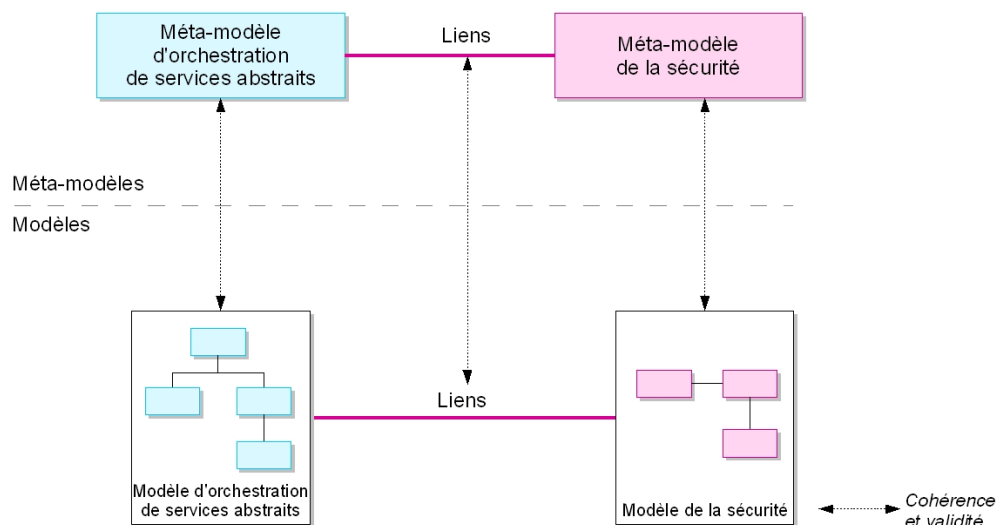 Méta-modèle
d'orchestration
de services abstraits
Liens
Méta-modèle
de la sécurité
Méta-modèles
Modèles
Liens
Modèle d'orchestration
de services abstraits
Modèle de la sécurité
Cohérence
et validité